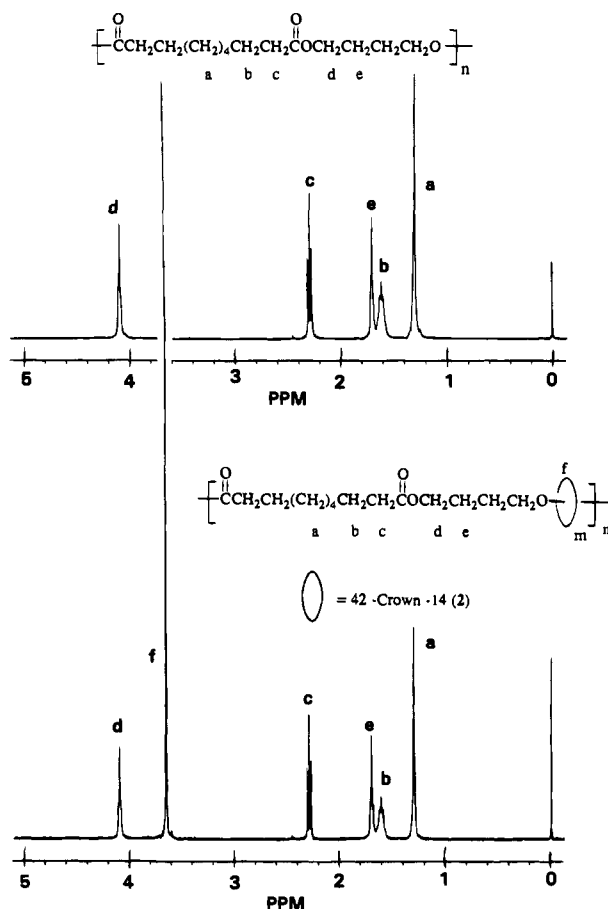 O O
[CCH₂CH₂(CH₂)₄CH₂CH₂COCH₂CH₂CH₂CH₂O]n
a b c d e
d
c
e
b
a
5 4 3 2 1 0
PPM
f
O O
[CCH₂CH₂(CH₂)₄CH₂CH₂COCH₂CH₂CH₂CH₂O m]n
a b c d e
= 42 -Crown -14 (2)
f
d
c
e
b
a
5 4 3 2 1 0
PPM